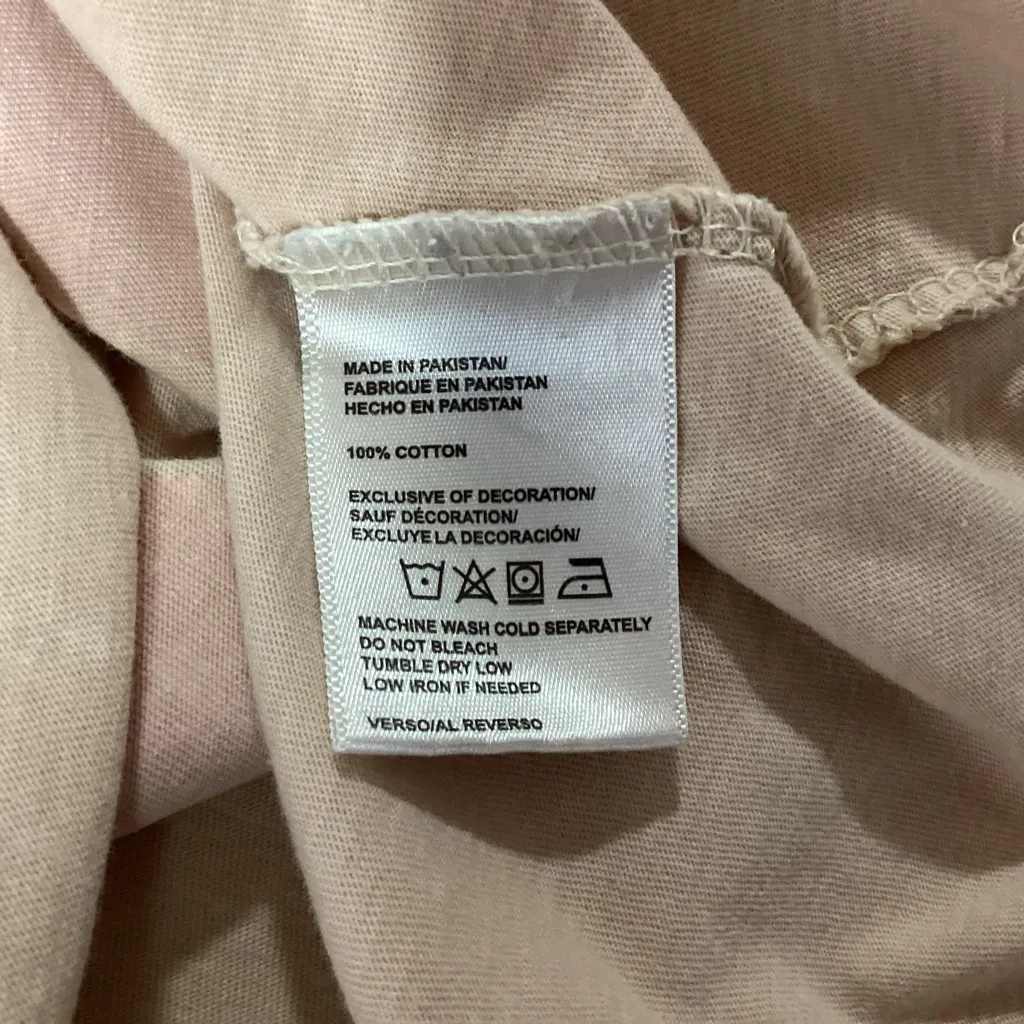 MADE IN PAKISTAN/
FABRIQUE EN PAKISTAN
HECHO EN PAKISTAN
100% COTTON
EXCLUSIVE OF DECORATION/
SAUF DÉCORATION/
EXCLUYE LA DECORACIÓN/
MACHINE WASH COLD SEPARATELY
DO NOT BLEACH
TUMBLE DRY LOW
LOW IRON IF NEEDED
VERSO/AL REVERSO